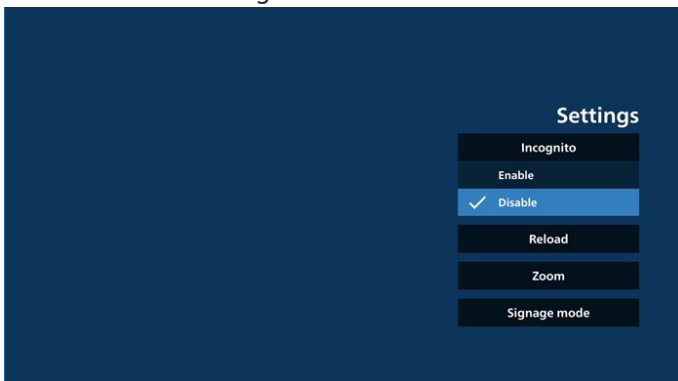 Settings
Incognito
Enable
Disable
Reload
Zoom
Signage mode